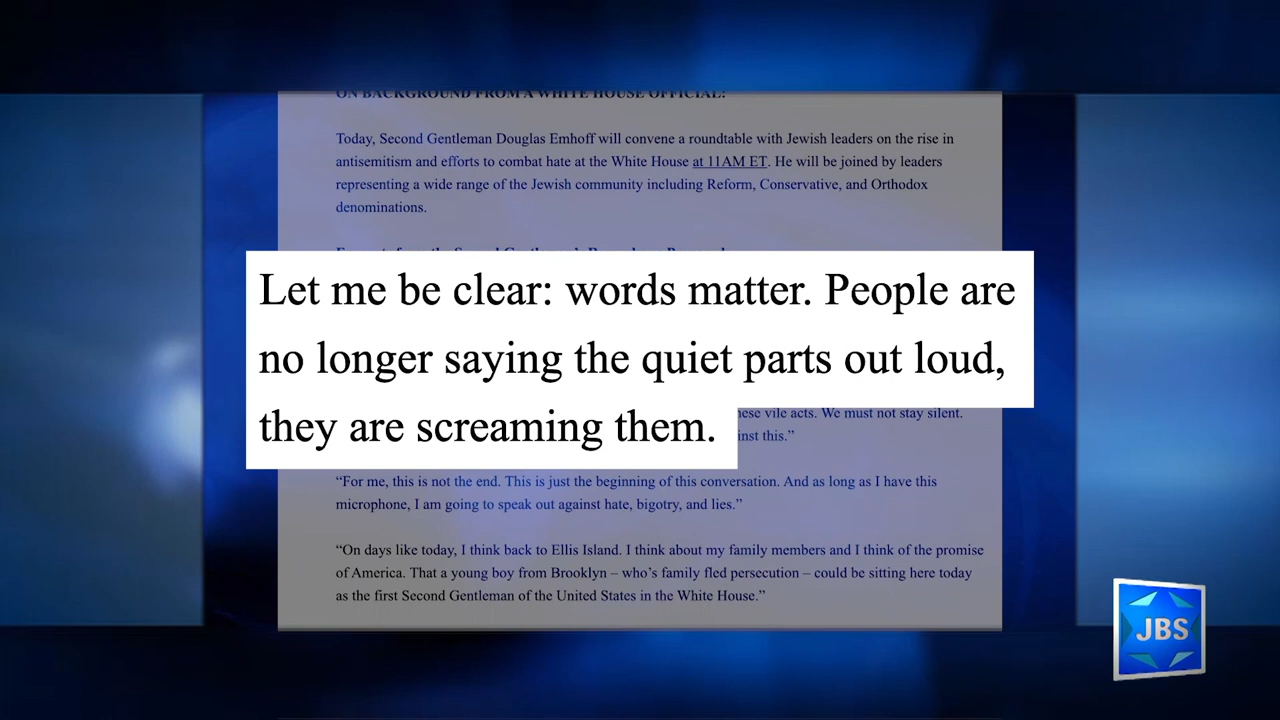 ON BACKGROUND FROM A WHITE HOUSE OFFICIAL:
Today, Second Gentleman Douglas Emhoff will convene a roundtable with Jewish leaders on the rise in
antisemitism and efforts to combat hate at the White House at 11AM ET. He will be joined by leaders
representing a wide range of the Jewish community including Reform, Conservative, and Orthodox
denominations.
Let me be clear: words matter. People are
no longer saying the quiet parts out loud,
they are screaming them.
vile acts. We must not stay silent.
this.”
“For me, this is not the end. This is just the beginning of this conversation. And as long as I have this
microphone, I am going to speak out against hate, bigotry, and lies.”
“On days like today, I think back to Ellis Island. I think about my family members and I think of the promise
of America. That a young boy from Brooklyn – who’s family fled persecution – could be sitting here today
as the first Second Gentleman of the United States in the White House.”
JBS